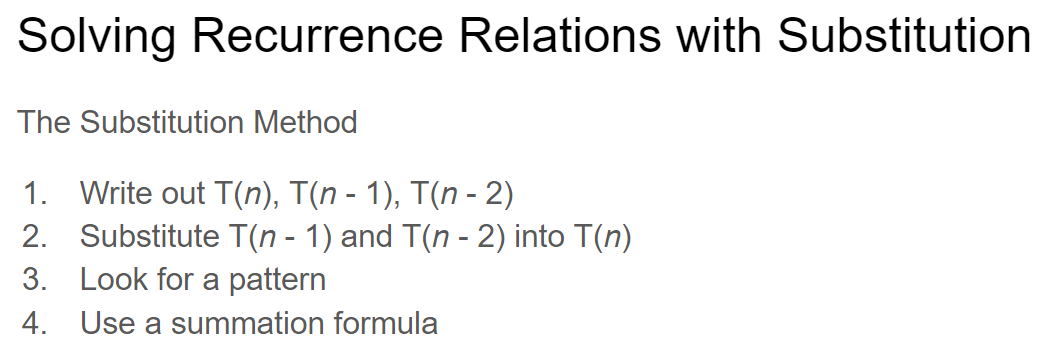 Solving Recurrence Relations with Substitution
The Substitution Method
1. Write out T(n), T(n - 1), T(n - 2)
2. Substitute T(n - 1) and T(n - 2) into T(n)
3. Look for a pattern
4. Use a summation formula